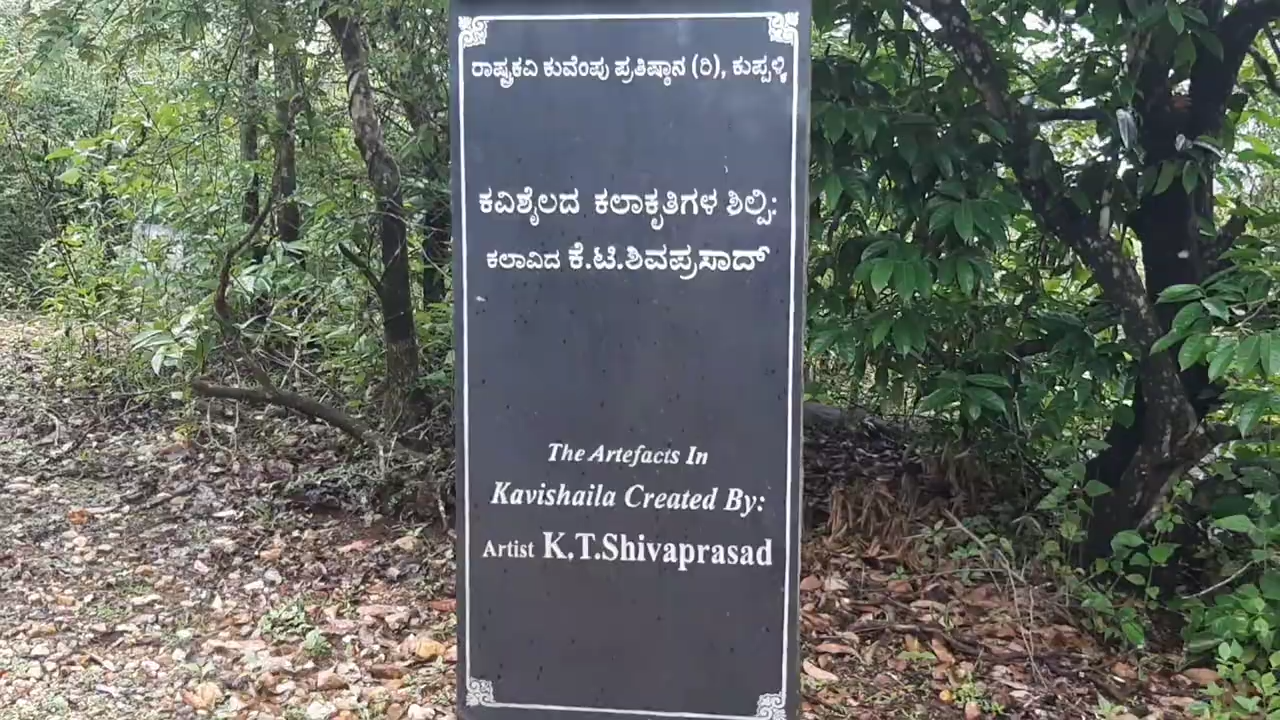 ರಾಷ್ಟ್ರಕವಿ ಕುವೆಂಪು ಪ್ರತಿಷ್ಠಾನ (ರಿ), ಕುಪ್ಪಳ್ಳಿ
ಕವಿಶೈಲದ ಕಲಾಕೃತಿಗಳ ಶಿಲ್ಪಿ:
ಕಲಾವಿದ ಕೆ.ಟಿ.ಶಿವಪ್ರಸಾದ್
The Artefacts In
Kavishaila Created By:
Artist K.T.Shivaprasad